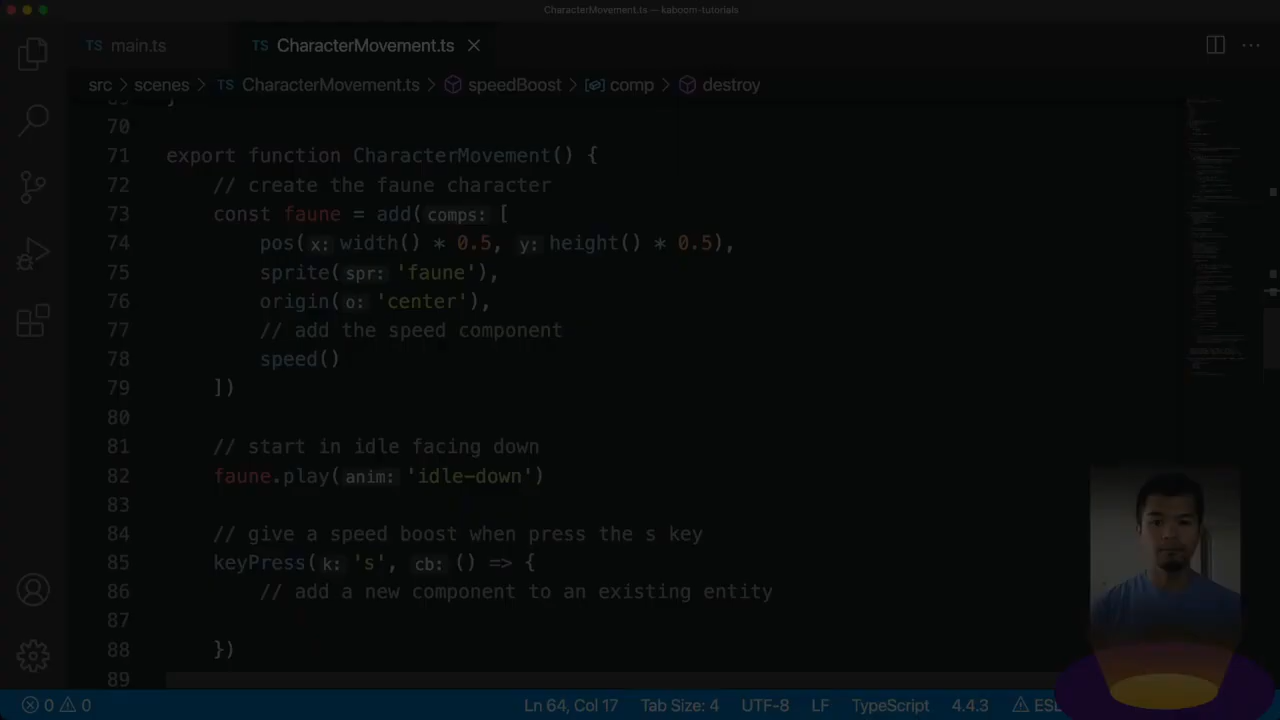 CharacterMovement.ts — kaboom-tutorials
TS main.ts TS CharacterMovement.ts
src > scenes > TS CharacterMovement.ts > speedBoost > comp > destroy
70
71 export function CharacterMovement() {
72 // create the faune character
73 const faune = add(comps: [
74 pos(x: width() * 0.5, y: height() * 0.5),
75 sprite(spr: 'faune'),
76 origin(o: 'center'),
77 // add the speed component
78 speed()
79 ])
80
81 // start in idle facing down
82 faune.play(anim: 'idle-down')
83
84 // give a speed boost when press the s key
85 keyPress(k: 's', cb: () => {
86 // add a new component to an existing entity
87
88 })
89
0 0 Ln 64, Col 17 Tab Size: 4 UTF-8 LF TypeScript 4.4.3